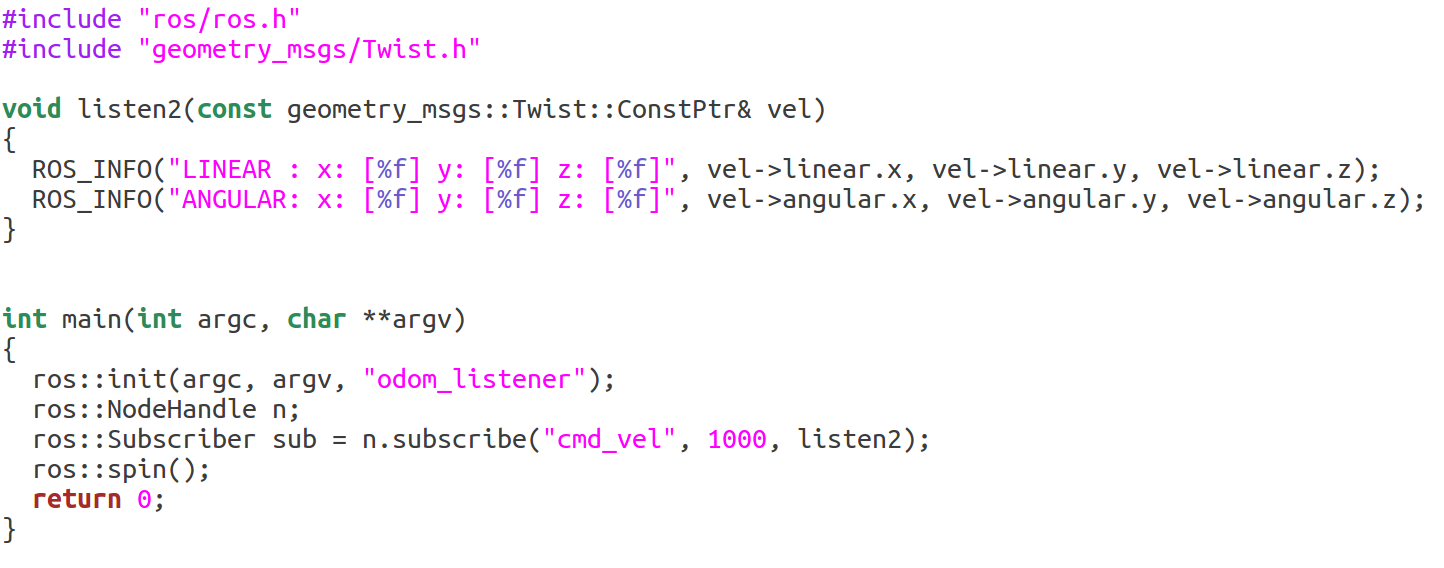 #include "ros/ros.h"
#include "geometry_msgs/Twist.h"

void listen2(const geometry_msgs::Twist::ConstPtr& vel)
{
  ROS_INFO("LINEAR : x: [%f] y: [%f] z: [%f]", vel->linear.x, vel->linear.y, vel->linear.z);
  ROS_INFO("ANGULAR: x: [%f] y: [%f] z: [%f]", vel->angular.x, vel->angular.y, vel->angular.z);
}


int main(int argc, char **argv)
{
  ros::init(argc, argv, "odom_listener");
  ros::NodeHandle n;
  ros::Subscriber sub = n.subscribe("cmd_vel", 1000, listen2);
  ros::spin();
  return 0;
}